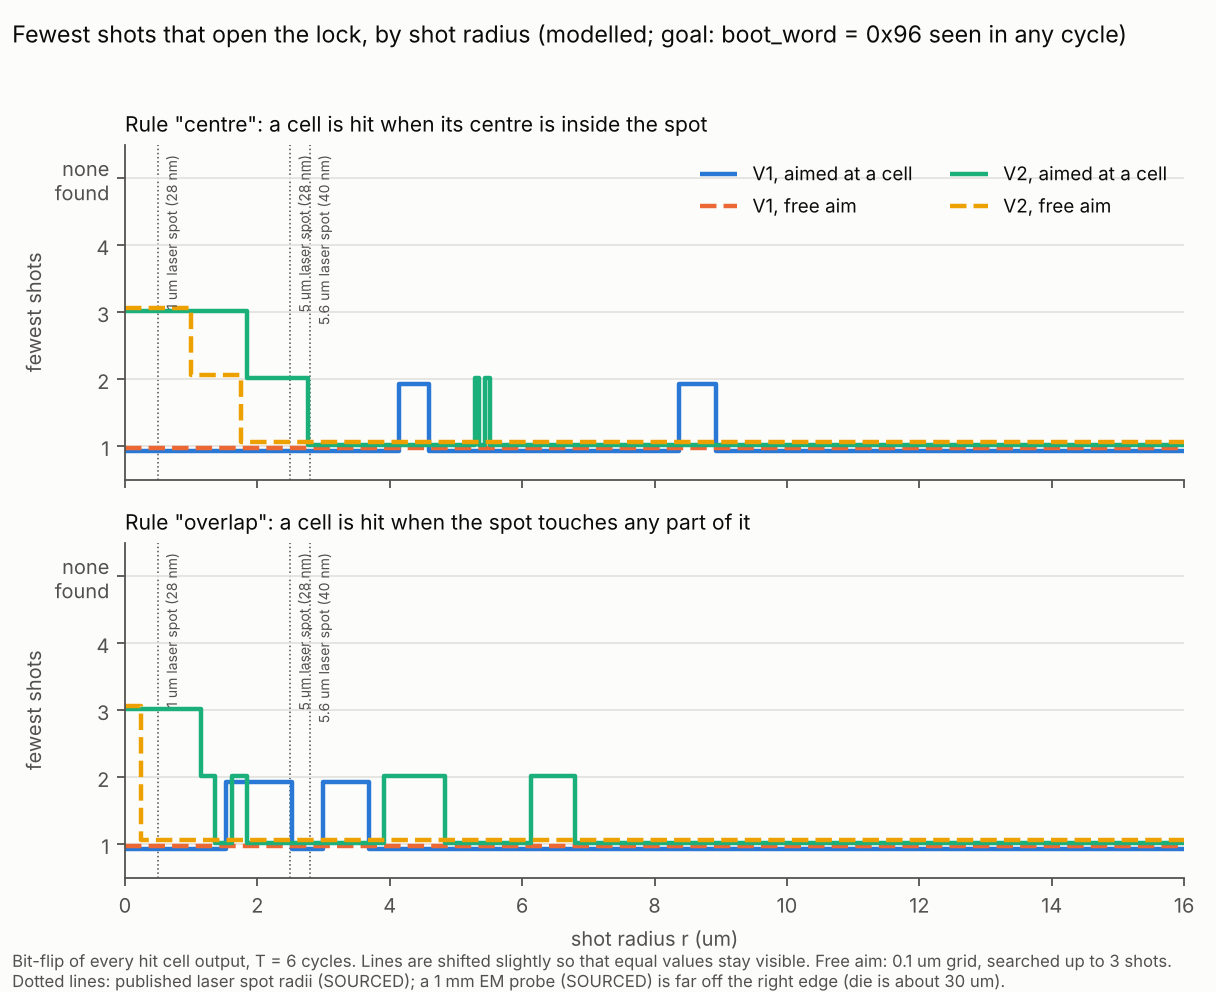 Fewest shots that open the lock, by shot radius (modelled; goal: boot_word = 0x96 seen in any cycle)
Rule "centre": a cell is hit when its centre is inside the spot
none
found
4
3
2
1
fewest shots
1 um laser spot (28 nm)
5 um laser spot (28 nm)
5.6 um laser spot (40 nm)
V1, aimed at a cell
V1, free aim
V2, aimed at a cell
V2, free aim
Rule "overlap": a cell is hit when the spot touches any part of it
none
found
4
3
2
1
fewest shots
1 um laser spot (28 nm)
5 um laser spot (28 nm)
5.6 um laser spot (40 nm)
0 2 4 6 8 10 12 14 16
shot radius r (um)
Bit-flip of every hit cell output, T = 6 cycles. Lines are shifted slightly so that equal values stay visible. Free aim: 0.1 um grid, searched up to 3 shots.
Dotted lines: published laser spot radii (SOURCED); a 1 mm EM probe (SOURCED) is far off the right edge (die is about 30 um).